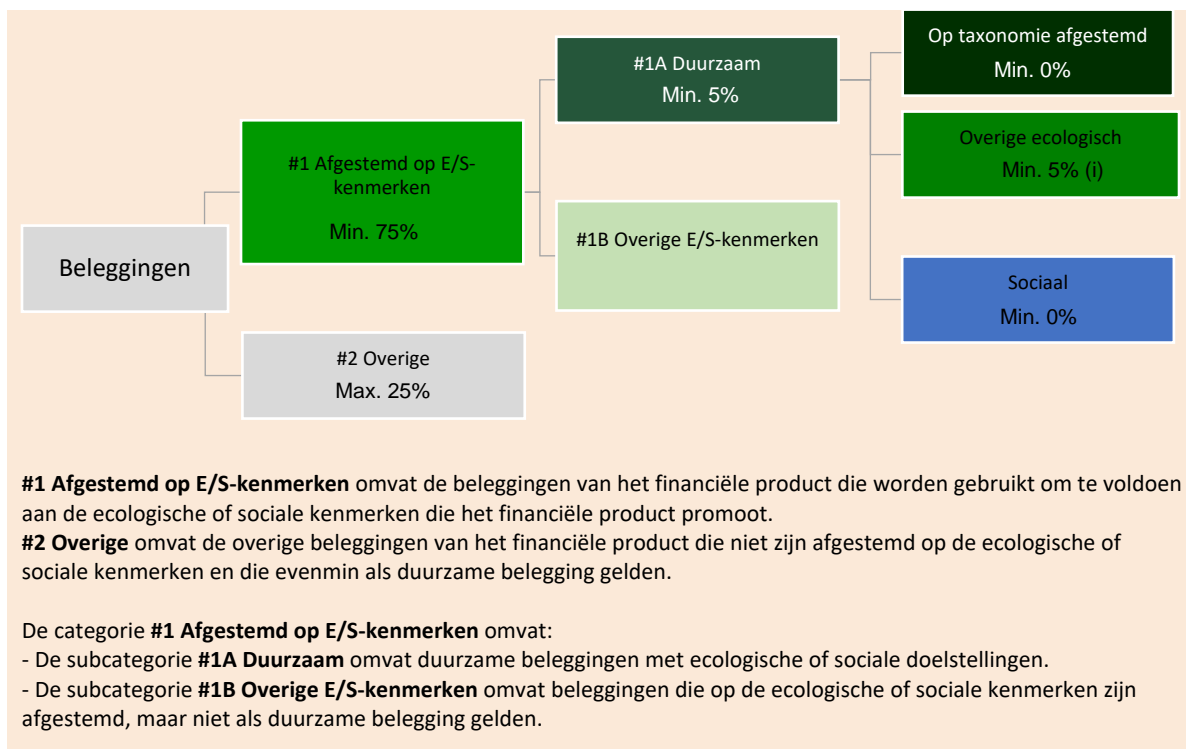 Beleggingen
#1 Afgestemd op E/S-
kenmerken
Min. 75%
#2 Overige
Max. 25%
#1A Duurzaam
Min. 5%
#1B Overige E/S-kenmerken
Op taxonomie afgestemd
Min. 0%
Overige ecologisch
Min. 5% (i)
Sociaal
Min. 0%
#1 Afgestemd op E/S-kenmerken omvat de beleggingen van het financiële product die worden gebruikt om te voldoen
aan de ecologische of sociale kenmerken die het financiële product promoot.
#2 Overige omvat de overige beleggingen van het financiële product die niet zijn afgestemd op de ecologische of
sociale kenmerken en die evenmin als duurzame belegging gelden.
De categorie #1 Afgestemd op E/S-kenmerken omvat:
- De subcategorie #1A Duurzaam omvat duurzame beleggingen met ecologische of sociale doelstellingen.
- De subcategorie #1B Overige E/S-kenmerken omvat beleggingen die op de ecologische of sociale kenmerken zijn
afgestemd, maar niet als duurzame belegging gelden.